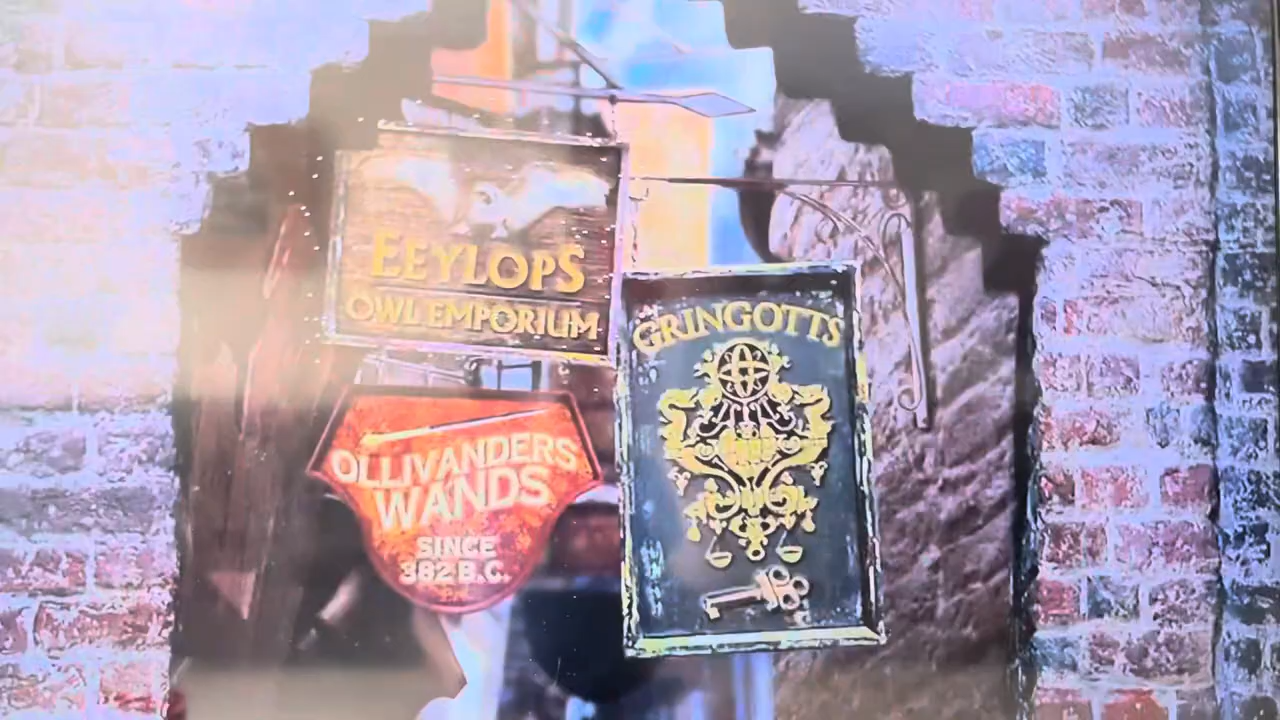 EEYLOPS
OWL EMPORIUM
GRINGOTTS
OLLIVANDERS
WANDS
SINCE
382 B.C.